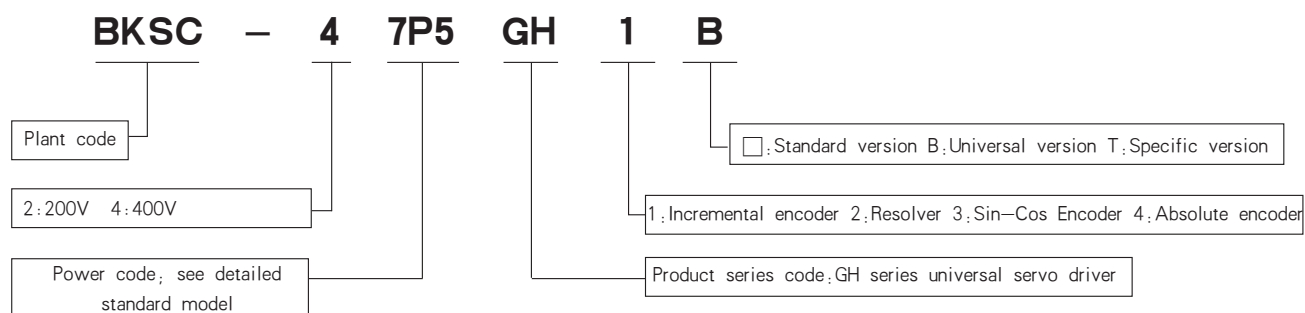 BKSC - 4 7P5 GH 1 B
Plant code
□:Standard version B:Universal version T:Specific version
2:200V 4:400V
1:Incremental encoder 2:Resolver 3:Sin-Cos Encoder 4:Absolute encoder
Power code; see detailed
standard model
Product series code:GH series universal servo driver